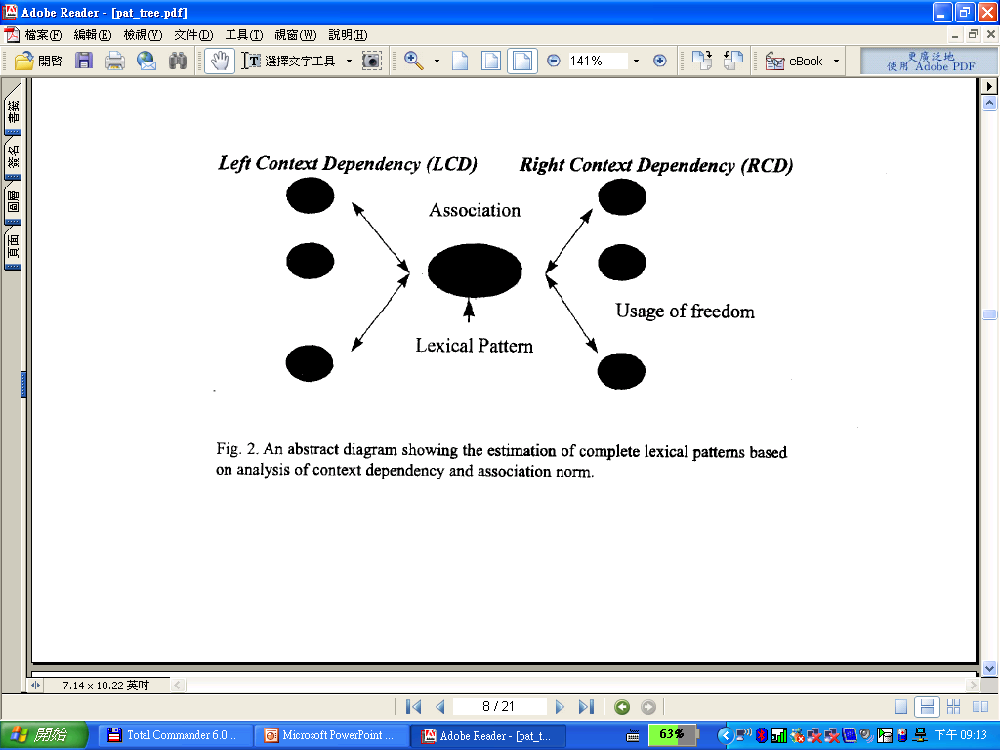 Adobe Reader - [pat_tree.pdf]
檔案(F) 編輯(E) 檢視(V) 文件(D) 工具(T) 視窗(W) 說明(H)
開啓 選擇文字工具 141% eBook 更廣泛地
使用 Adobe PDF
書籤
簽名
圖層
頁面
Left Context Dependency (LCD) Right Context Dependency (RCD)
Association
Usage of freedom
Lexical Pattern
Fig. 2. An abstract diagram showing the estimation of complete lexical patterns based
on analysis of context dependency and association norm.
7.14 x 10.22 英吋
8 / 21
開始 Total Commander 6.0... Microsoft PowerPoint ... Adobe Reader - [pat_t... 63% 下午 09:13